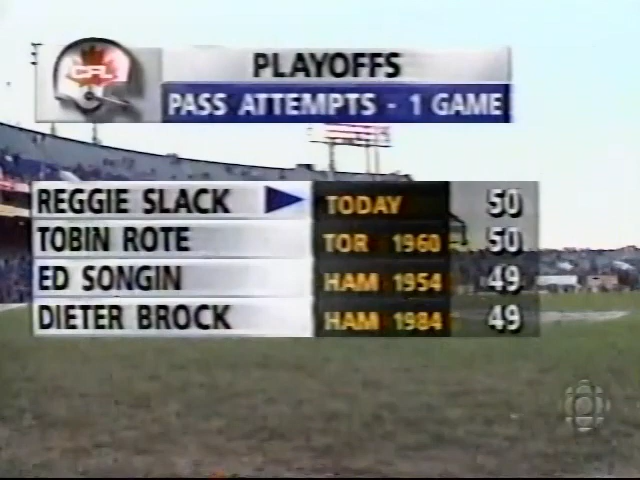 CFL
PLAYOFFS
PASS ATTEMPTS - 1 GAME
REGGIE SLACK TODAY 50
TOBIN ROTE TOR 1960 50
ED SONGIN HAM 1954 49
DIETER BROCK HAM 1984 49